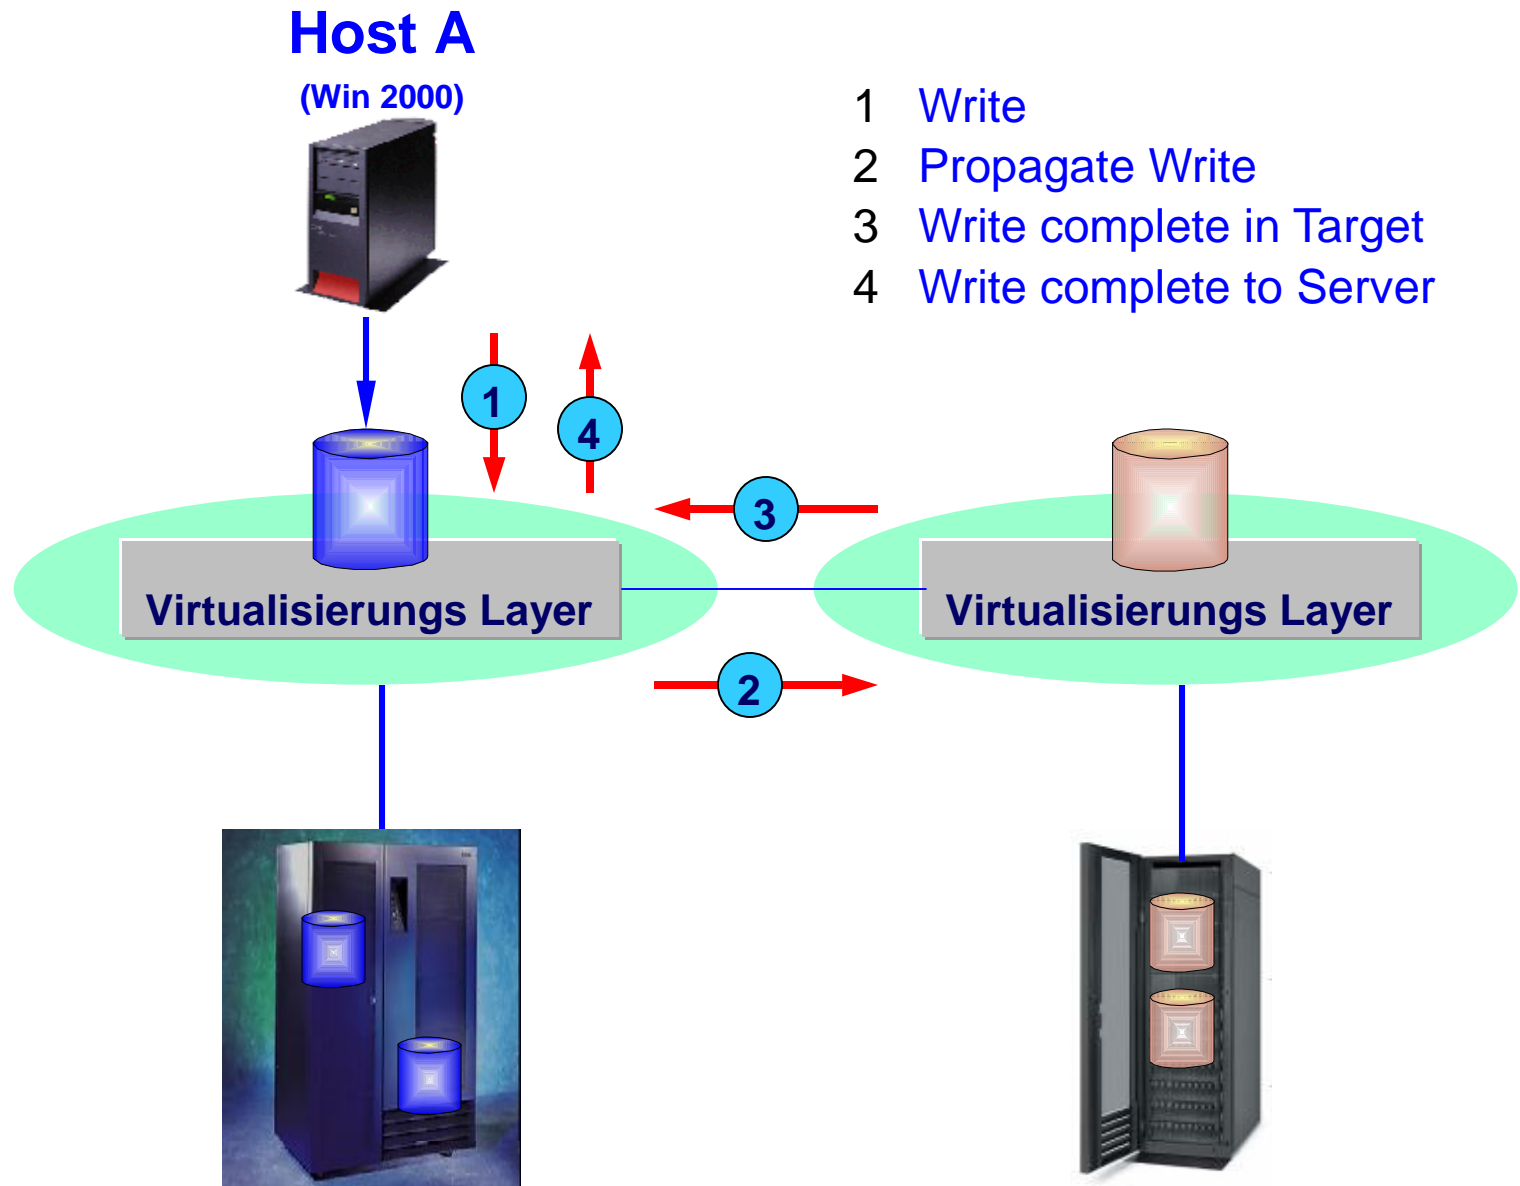 Host A
(Win 2000)
1 Write
2 Propagate Write
3 Write complete in Target
4 Write complete to Server
1
4
3
Virtualisierungs Layer
Virtualisierungs Layer
2